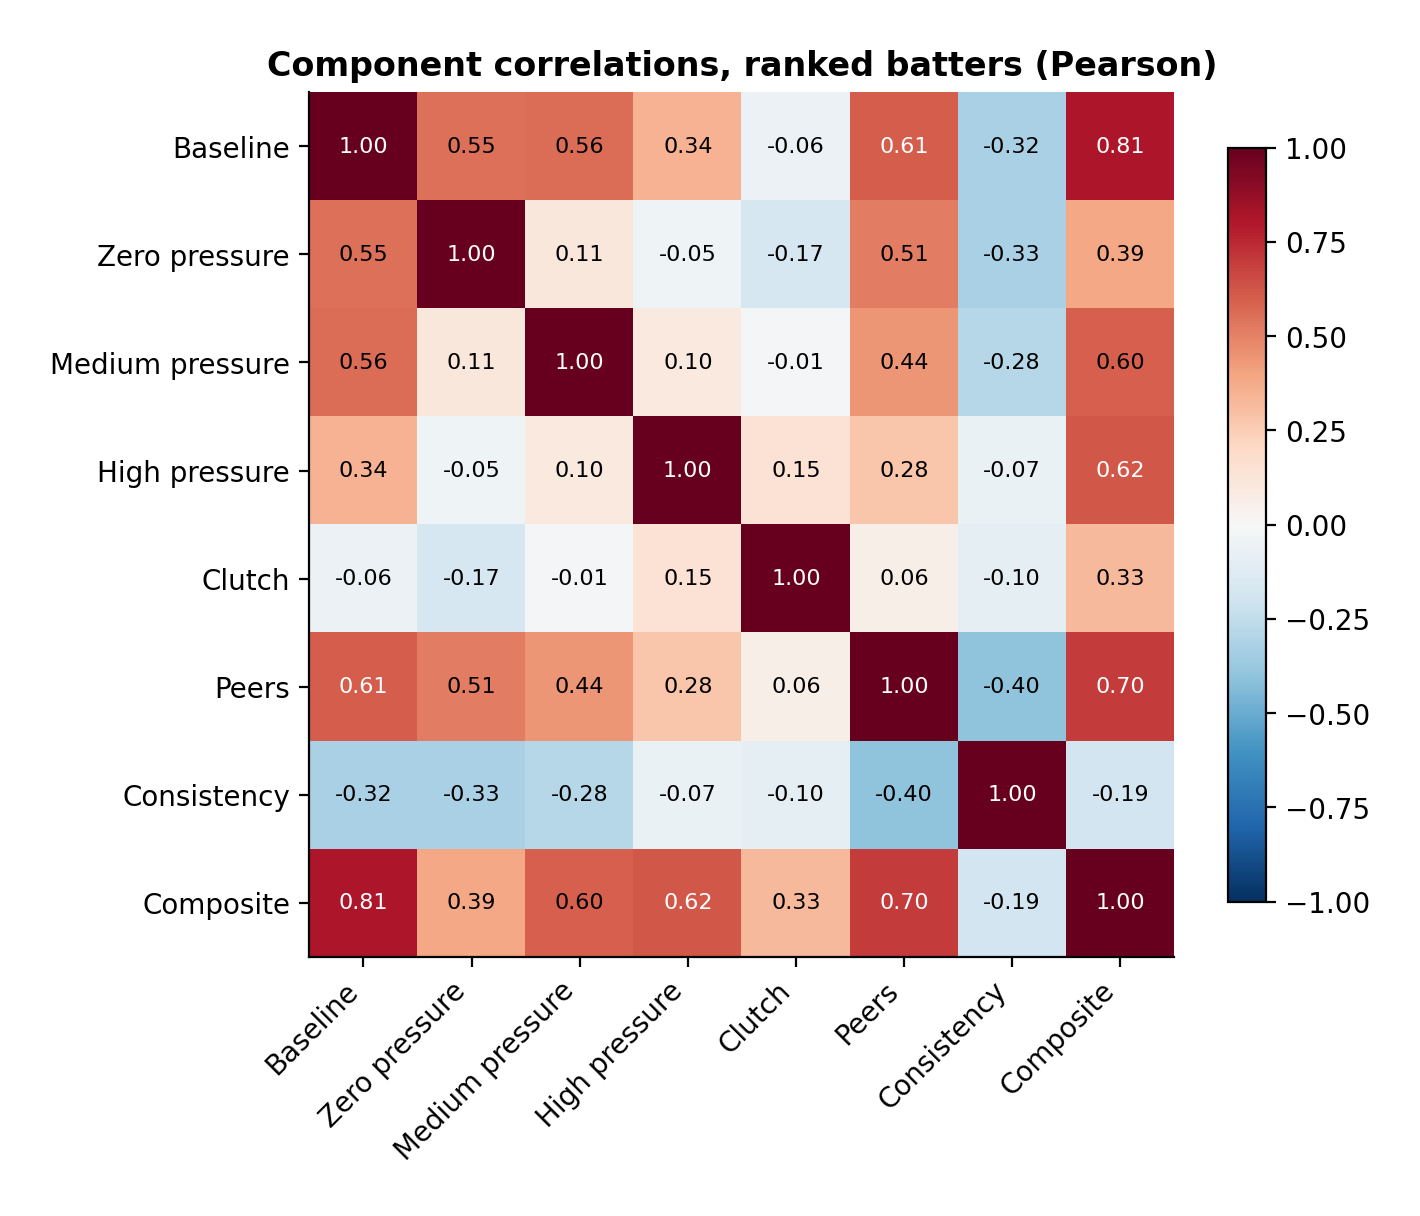 Component correlations, ranked batters (Pearson)
Baseline 1.00 0.55 0.56 0.34 -0.06 0.61 -0.32 0.81
Zero pressure 0.55 1.00 0.11 -0.05 -0.17 0.51 -0.33 0.39
Medium pressure 0.56 0.11 1.00 0.10 -0.01 0.44 -0.28 0.60
High pressure 0.34 -0.05 0.10 1.00 0.15 0.28 -0.07 0.62
Clutch -0.06 -0.17 -0.01 0.15 1.00 0.06 -0.10 0.33
Peers 0.61 0.51 0.44 0.28 0.06 1.00 -0.40 0.70
Consistency -0.32 -0.33 -0.28 -0.07 -0.10 -0.40 1.00 -0.19
Composite 0.81 0.39 0.60 0.62 0.33 0.70 -0.19 1.00
Baseline
Zero pressure
Medium pressure
High pressure
Clutch
Peers
Consistency
Composite
1.00
0.75
0.50
0.25
0.00
−0.25
−0.50
−0.75
−1.00